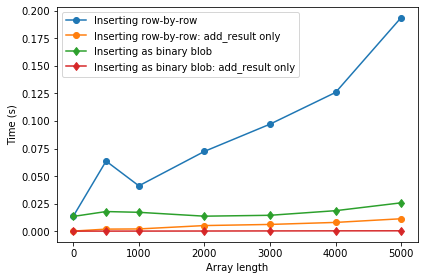 Inserting row-by-row
Inserting row-by-row: add_result only
Inserting as binary blob
Inserting as binary blob: add_result only
Time (s)
0.200
0.175
0.150
0.125
0.100
0.075
0.050
0.025
0.000
0 1000 2000 3000 4000 5000
Array length